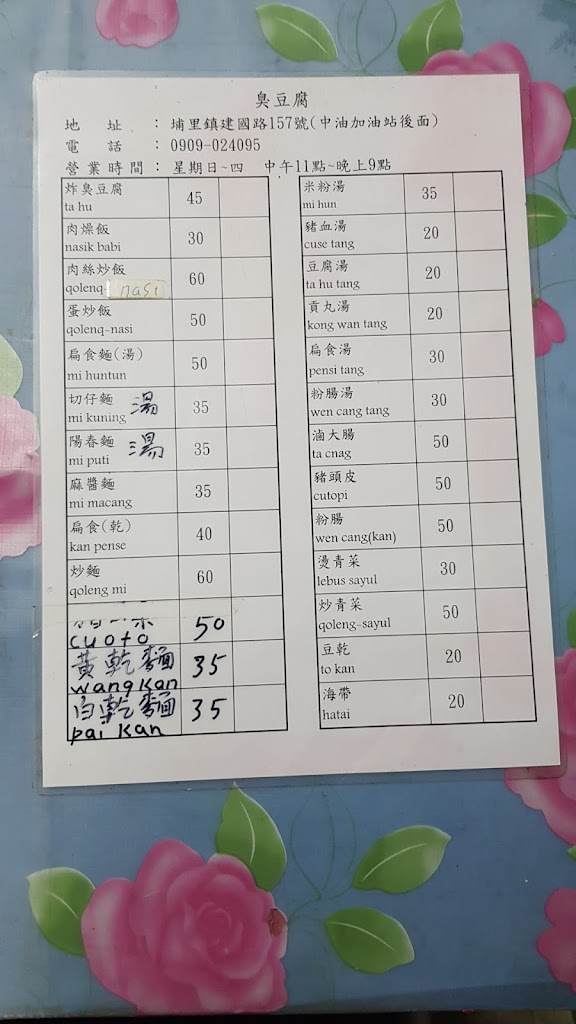 臭豆腐
地 址 : 埔里鎮建國路157號(中油加油站後面)
電 話 : 0909-024095
營業時間 : 星期日~四 中午11點~晚上9點
炸臭豆腐 45
ta hu
肉燥飯 30
nasik babi
肉絲炒飯 60
qolenq- nasi
蛋炒飯 50
qolenq-nasi
扁食麵(湯) 50
mi huntun
切仔麵 湯 35
mi kuning
陽春麵 湯 35
mi puti
麻醬麵 35
mi macang
扁食(乾) 40
kan pense
炒麵 60
qoleng mi
50
cuoto
黃乾麵 35
wangkan
白乾麵 35
pai kan
米粉湯 35
mi hun
豬血湯 20
cuse tang
豆腐湯 20
ta hu tang
貢丸湯 20
kong wan tang
扁食湯 30
pensi tang
粉腸湯 30
wen cang tang
滷大腸 50
ta cnag
豬頭皮 50
cutopi
粉腸 50
wen cang(kan)
燙青菜 30
lebus sayul
炒青菜 50
qoleng-sayul
豆乾 20
to kan
海帶 20
hatai